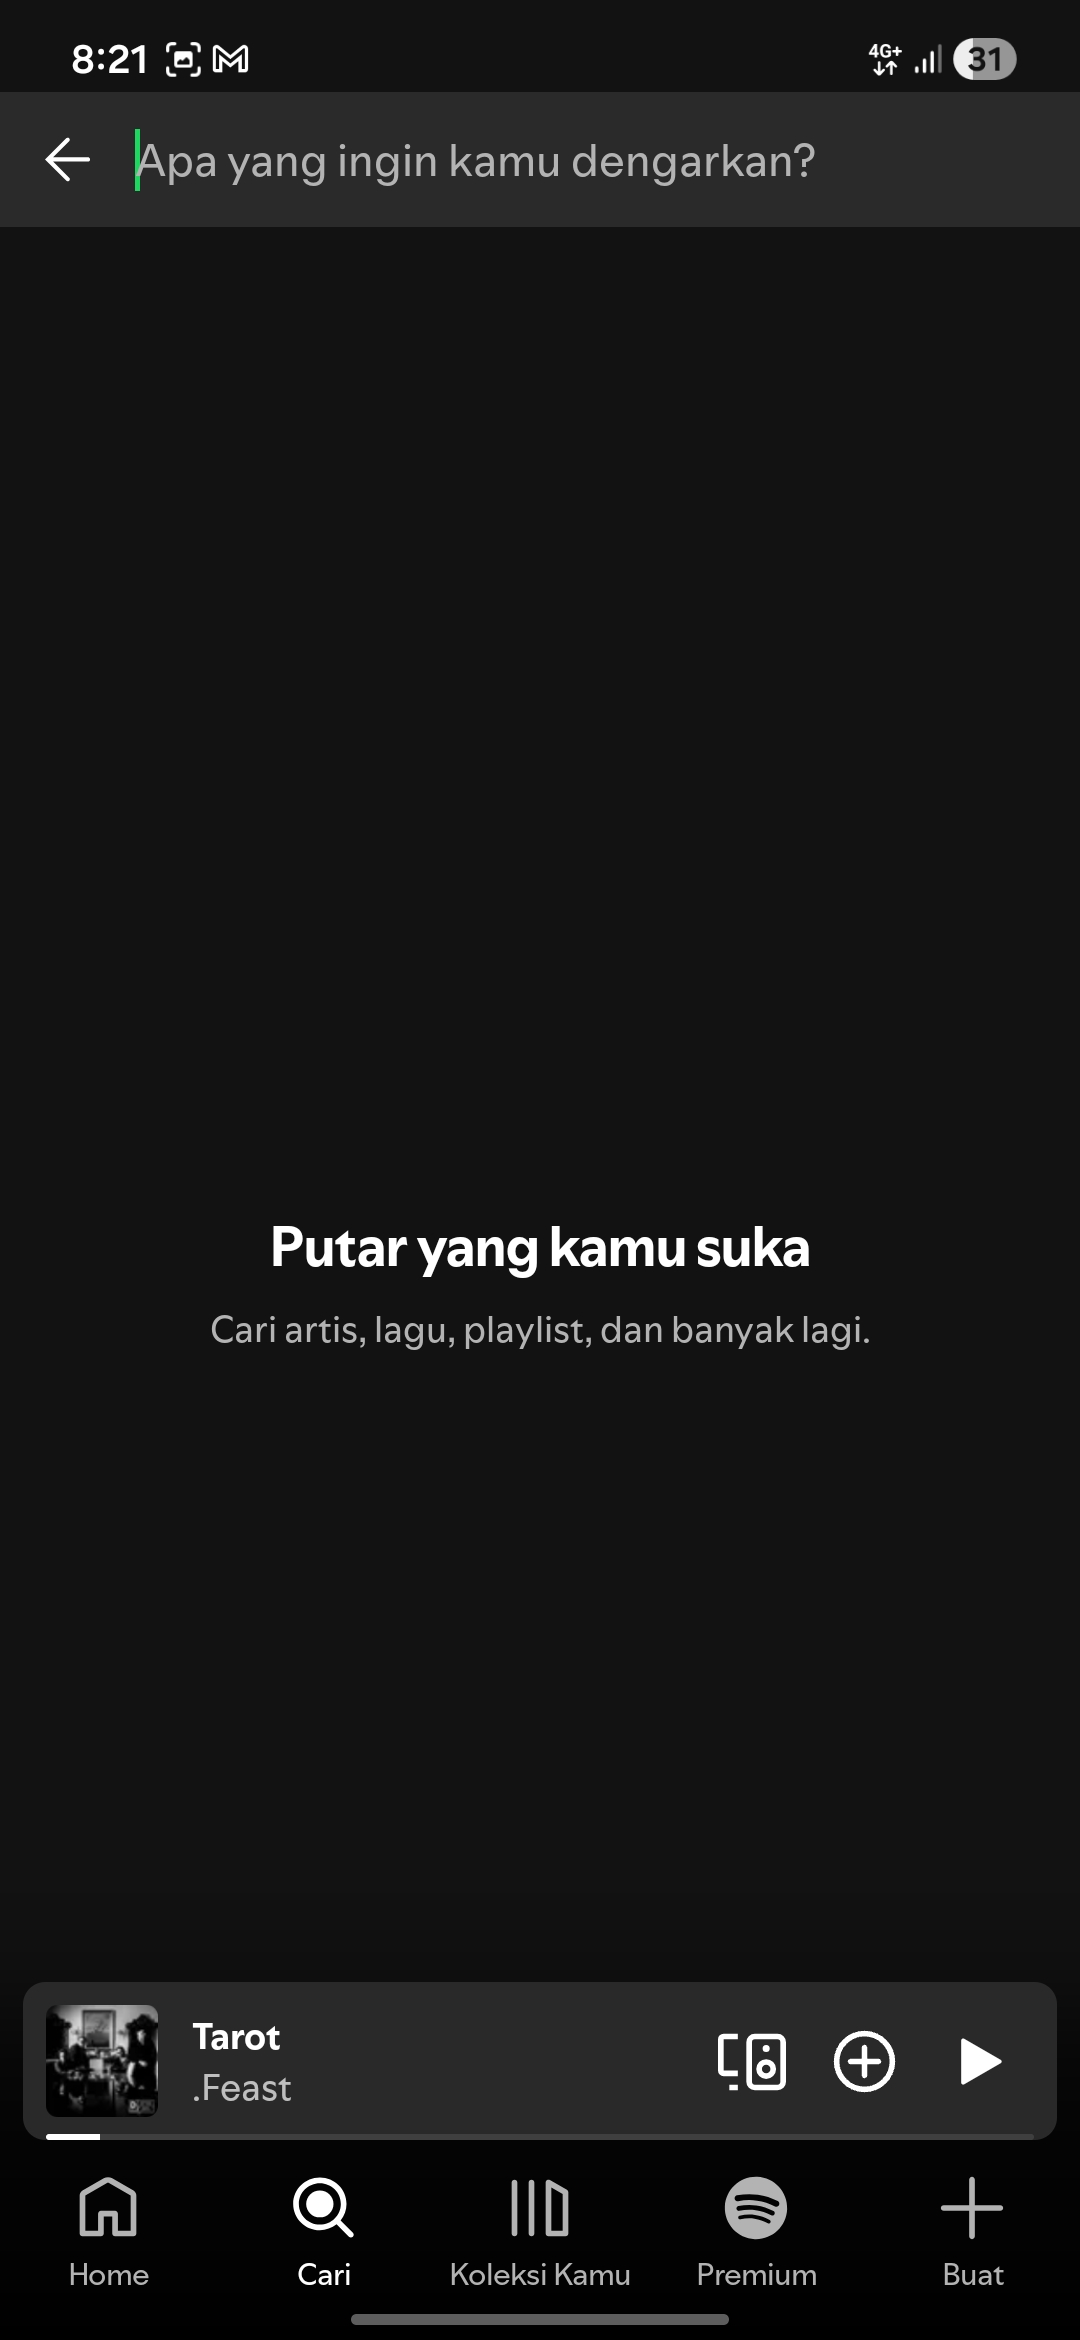 8:21
4G+
31
Apa yang ingin kamu dengarkan?
Putar yang kamu suka
Cari artis, lagu, playlist, dan banyak lagi.
Tarot
.Feast
Home
Cari
Koleksi Kamu
Premium
Buat